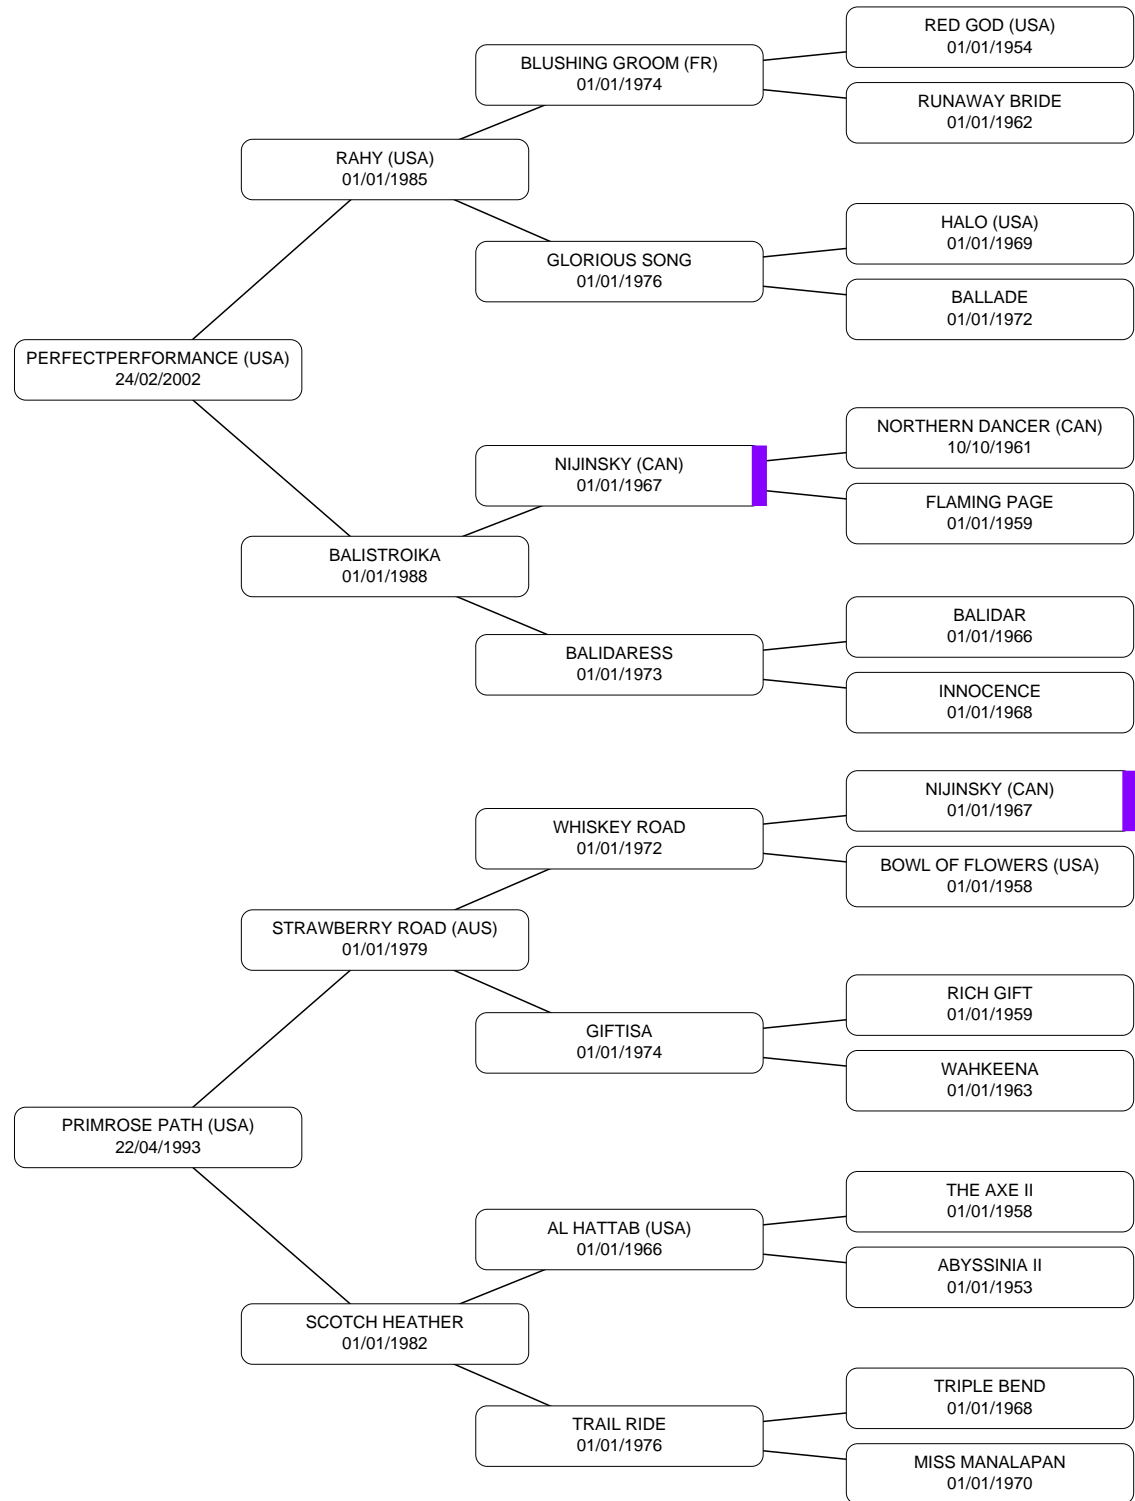 RED GOD (USA)
01/01/1954
BLUSHING GROOM (FR)
01/01/1974
RUNAWAY BRIDE
01/01/1962
RAHY (USA)
01/01/1985
HALO (USA)
01/01/1969
GLORIOUS SONG
01/01/1976
BALLADE
01/01/1972
PERFECTPERFORMANCE (USA)
24/02/2002
NORTHERN DANCER (CAN)
10/10/1961
NIJINSKY (CAN)
01/01/1967
FLAMING PAGE
01/01/1959
BALISTROIKA
01/01/1988
BALIDAR
01/01/1966
BALIDARESS
01/01/1973
INNOCENCE
01/01/1968
NIJINSKY (CAN)
01/01/1967
WHISKEY ROAD
01/01/1972
BOWL OF FLOWERS (USA)
01/01/1958
STRAWBERRY ROAD (AUS)
01/01/1979
RICH GIFT
01/01/1959
GIFTISA
01/01/1974
WAHKEENA
01/01/1963
PRIMROSE PATH (USA)
22/04/1993
THE AXE II
01/01/1958
AL HATTAB (USA)
01/01/1966
ABYSSINIA II
01/01/1953
SCOTCH HEATHER
01/01/1982
TRIPLE BEND
01/01/1968
TRAIL RIDE
01/01/1976
MISS MANALAPAN
01/01/1970